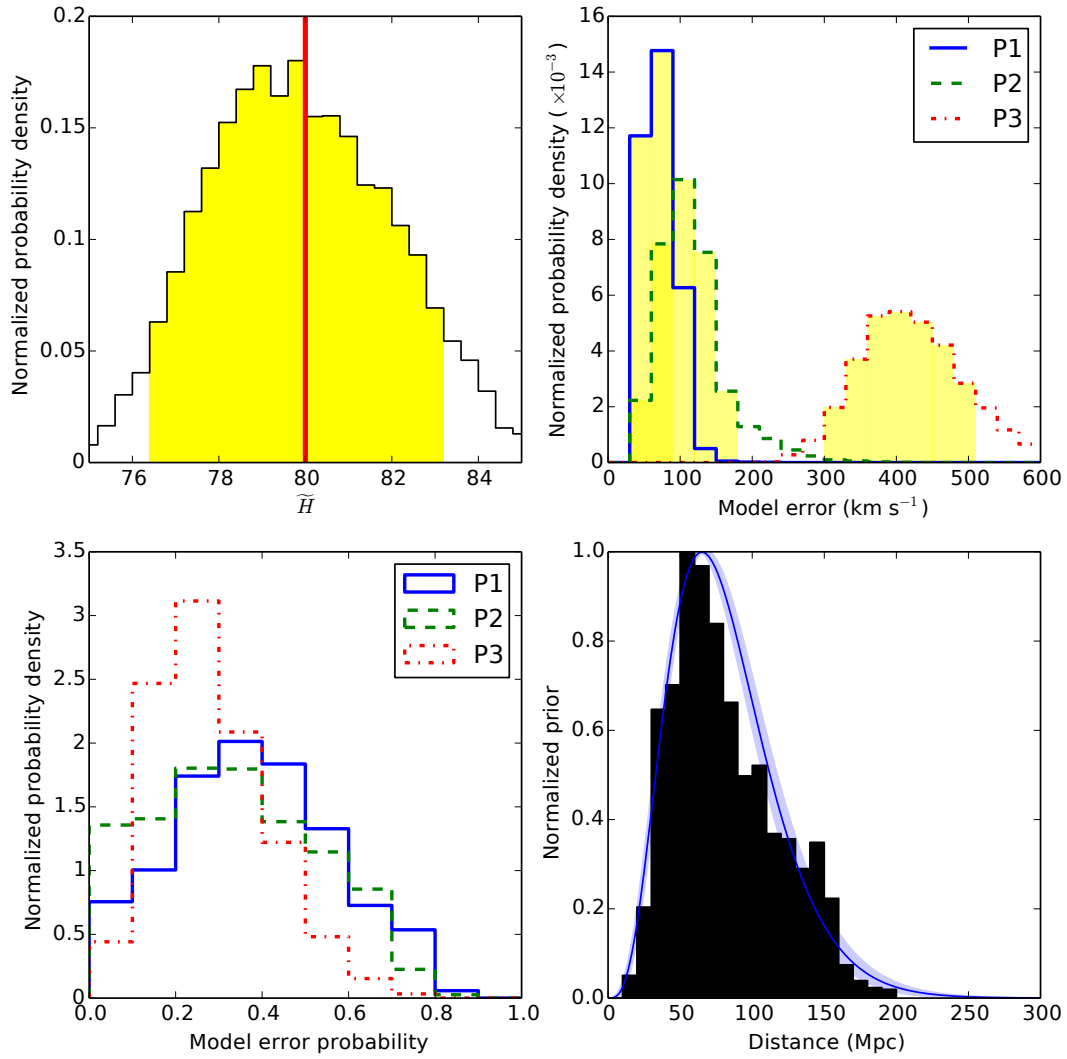 Normalized probability density
0.2
0.15
0.1
0.05
0
76 78 80 82 84
H̃
Normalized probability density ( ×10⁻³)
16
14
12
10
8
6
4
2
0
0 100 200 300 400 500 600
Model error (km s⁻¹)
P1
P2
P3
Normalized probability density
3.5
3
2.5
2
1.5
1
0.5
0
0.0 0.2 0.4 0.6 0.8 1.0
Model error probability
P1
P2
P3
Normalized prior
1.0
0.8
0.6
0.4
0.2
0.0
0 50 100 150 200 250 300
Distance (Mpc)